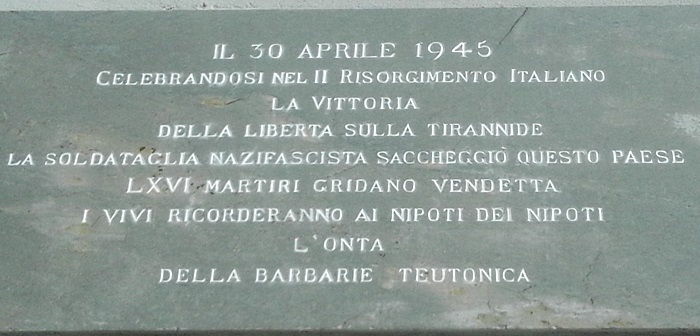 IL 30 APRILE 1945
CELEBRANDOSI NEL II RISORGIMENTO ITALIANO
LA VITTORIA
DELLA LIBERTA SULLA TIRANNIDE
LA SOLDATAGLIA NAZIFASCISTA SACCHEGGIÒ QUESTO PAESE
LXVI MARTIRI GRIDANO VENDETTA
I VIVI RICORDERANNO AI NIPOTI DEI NIPOTI
L'ONTA
DELLA BARBARIE TEUTONICA